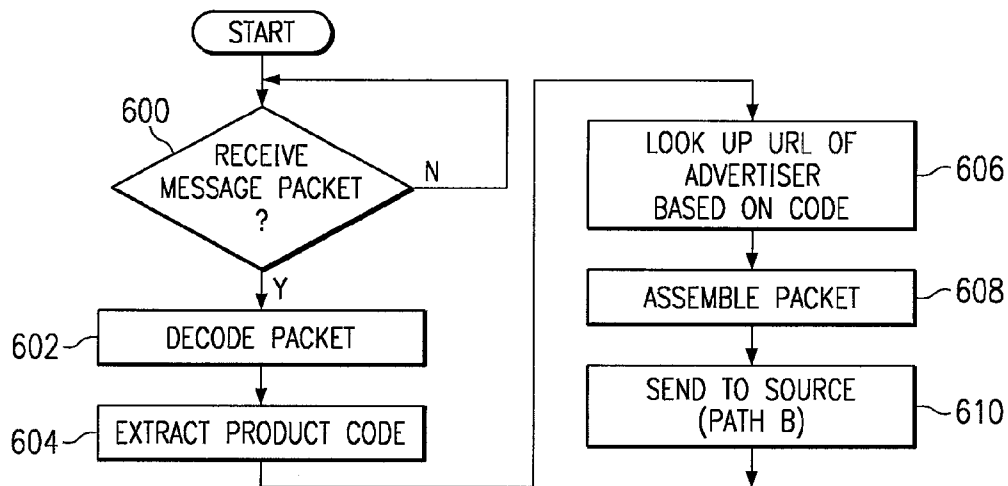 START
600
RECEIVE
MESSAGE PACKET
?
N
Y
602
DECODE PACKET
604
EXTRACT PRODUCT CODE
LOOK UP URL OF
ADVERTISER
BASED ON CODE
606
ASSEMBLE PACKET
608
SEND TO SOURCE
(PATH B)
610